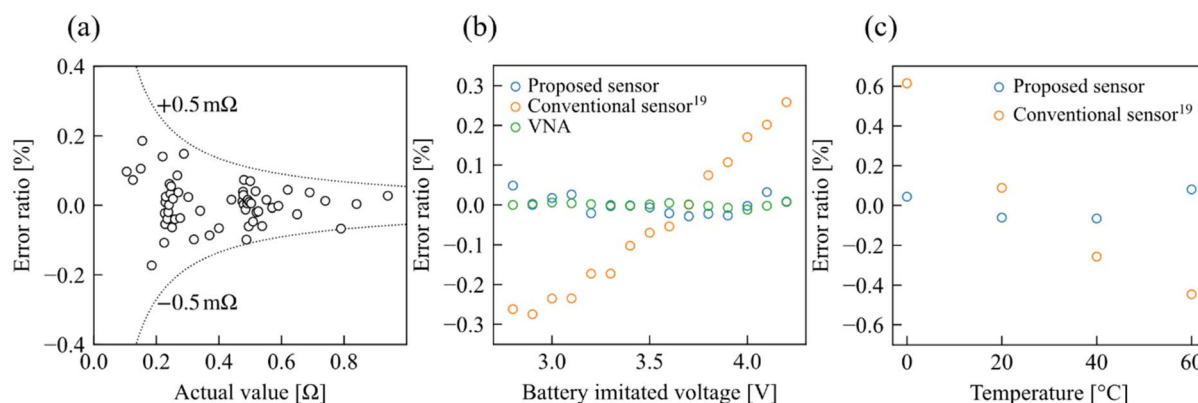 (a)
0.4
0.2
0.0
−0.2
−0.4
Error ratio [%]
+0.5 mΩ
−0.5 mΩ
0.0 0.2 0.4 0.6 0.8
Actual value [Ω]
(b)
0.3
0.2
0.1
0.0
−0.1
−0.2
−0.3
Error ratio [%]
Proposed sensor
Conventional sensor¹⁹
VNA
3.0 3.5 4.0
Battery imitated voltage [V]
(c)
0.6
0.4
0.2
0.0
−0.2
−0.4
−0.6
Error ratio [%]
Proposed sensor
Conventional sensor¹⁹
0 20 40 60
Temperature [°C]